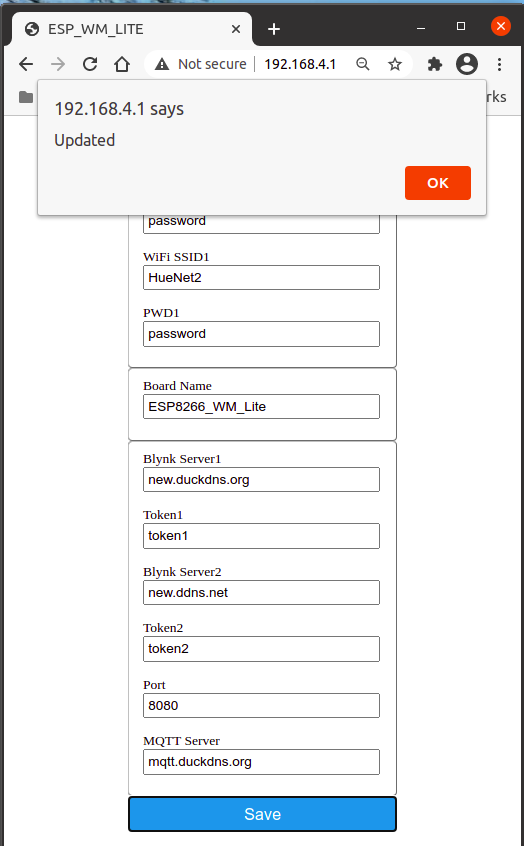 ESP_WM_LITE
Not secure
192.168.4.1
rks
192.168.4.1 says
Updated
OK
password
WiFi SSID1
HueNet2
PWD1
password
Board Name
ESP8266_WM_Lite
Blynk Server1
new.duckdns.org
Token1
token1
Blynk Server2
new.ddns.net
Token2
token2
Port
8080
MQTT Server
mqtt.duckdns.org
Save